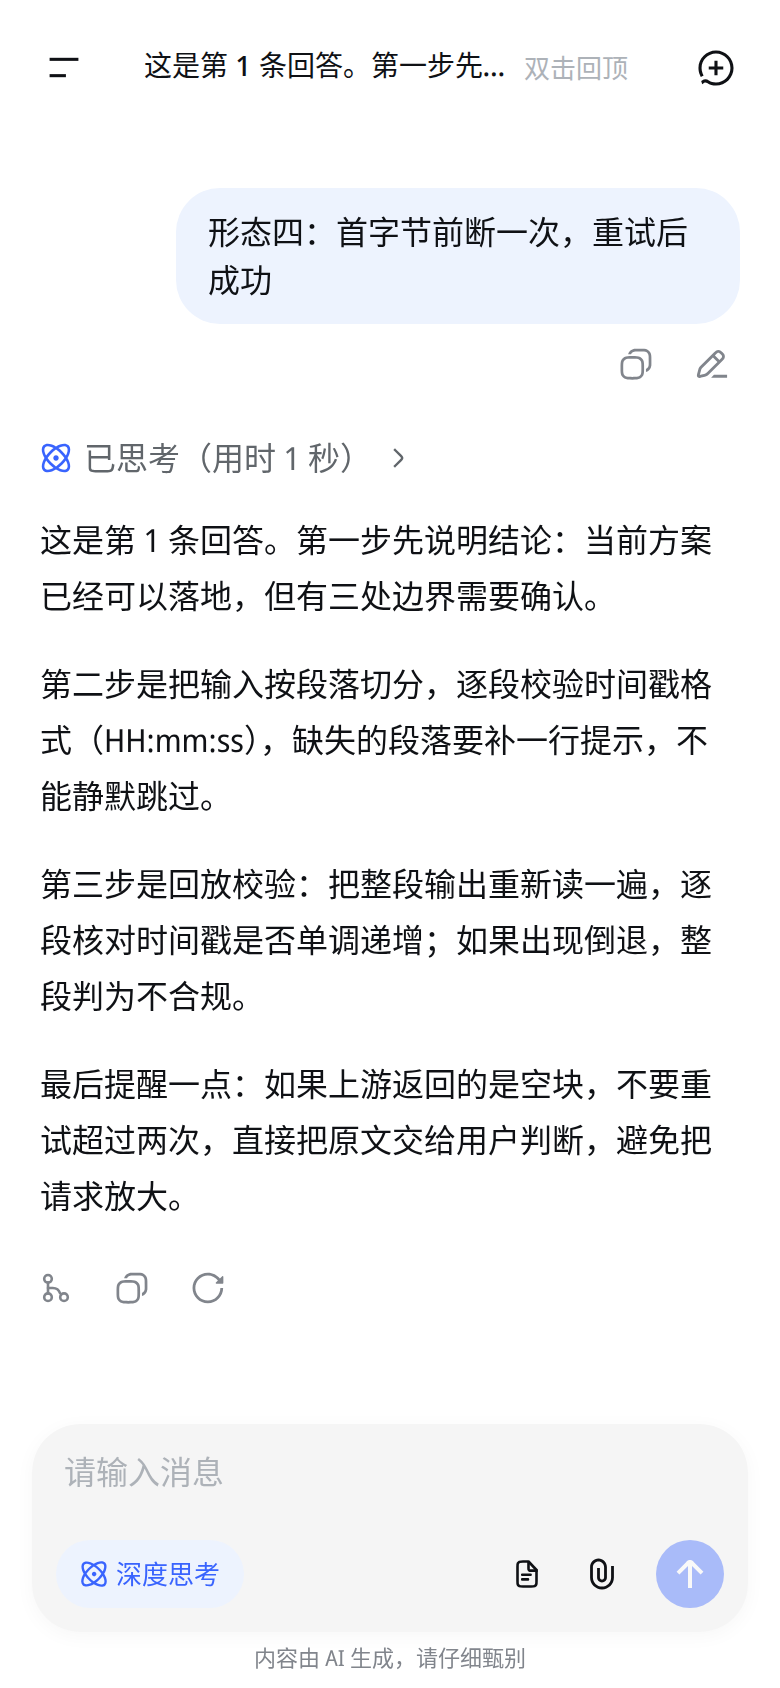 这是第 1 条回答。第一步先... 双击回顶
形态四：首字节前断一次，重试后
成功
已思考（用时 1 秒）
这是第 1 条回答。第一步先说明结论：当前方案
已经可以落地，但有三处边界需要确认。
第二步是把输入按段落切分，逐段校验时间戳格
式（HH:mm:ss），缺失的段落要补一行提示，不
能静默跳过。
第三步是回放校验：把整段输出重新读一遍，逐
段核对时间戳是否单调递增；如果出现倒退，整
段判为不合规。
最后提醒一点：如果上游返回的是空块，不要重
试超过两次，直接把原文交给用户判断，避免把
请求放大。
请输入消息
深度思考
内容由 AI 生成，请仔细甄别